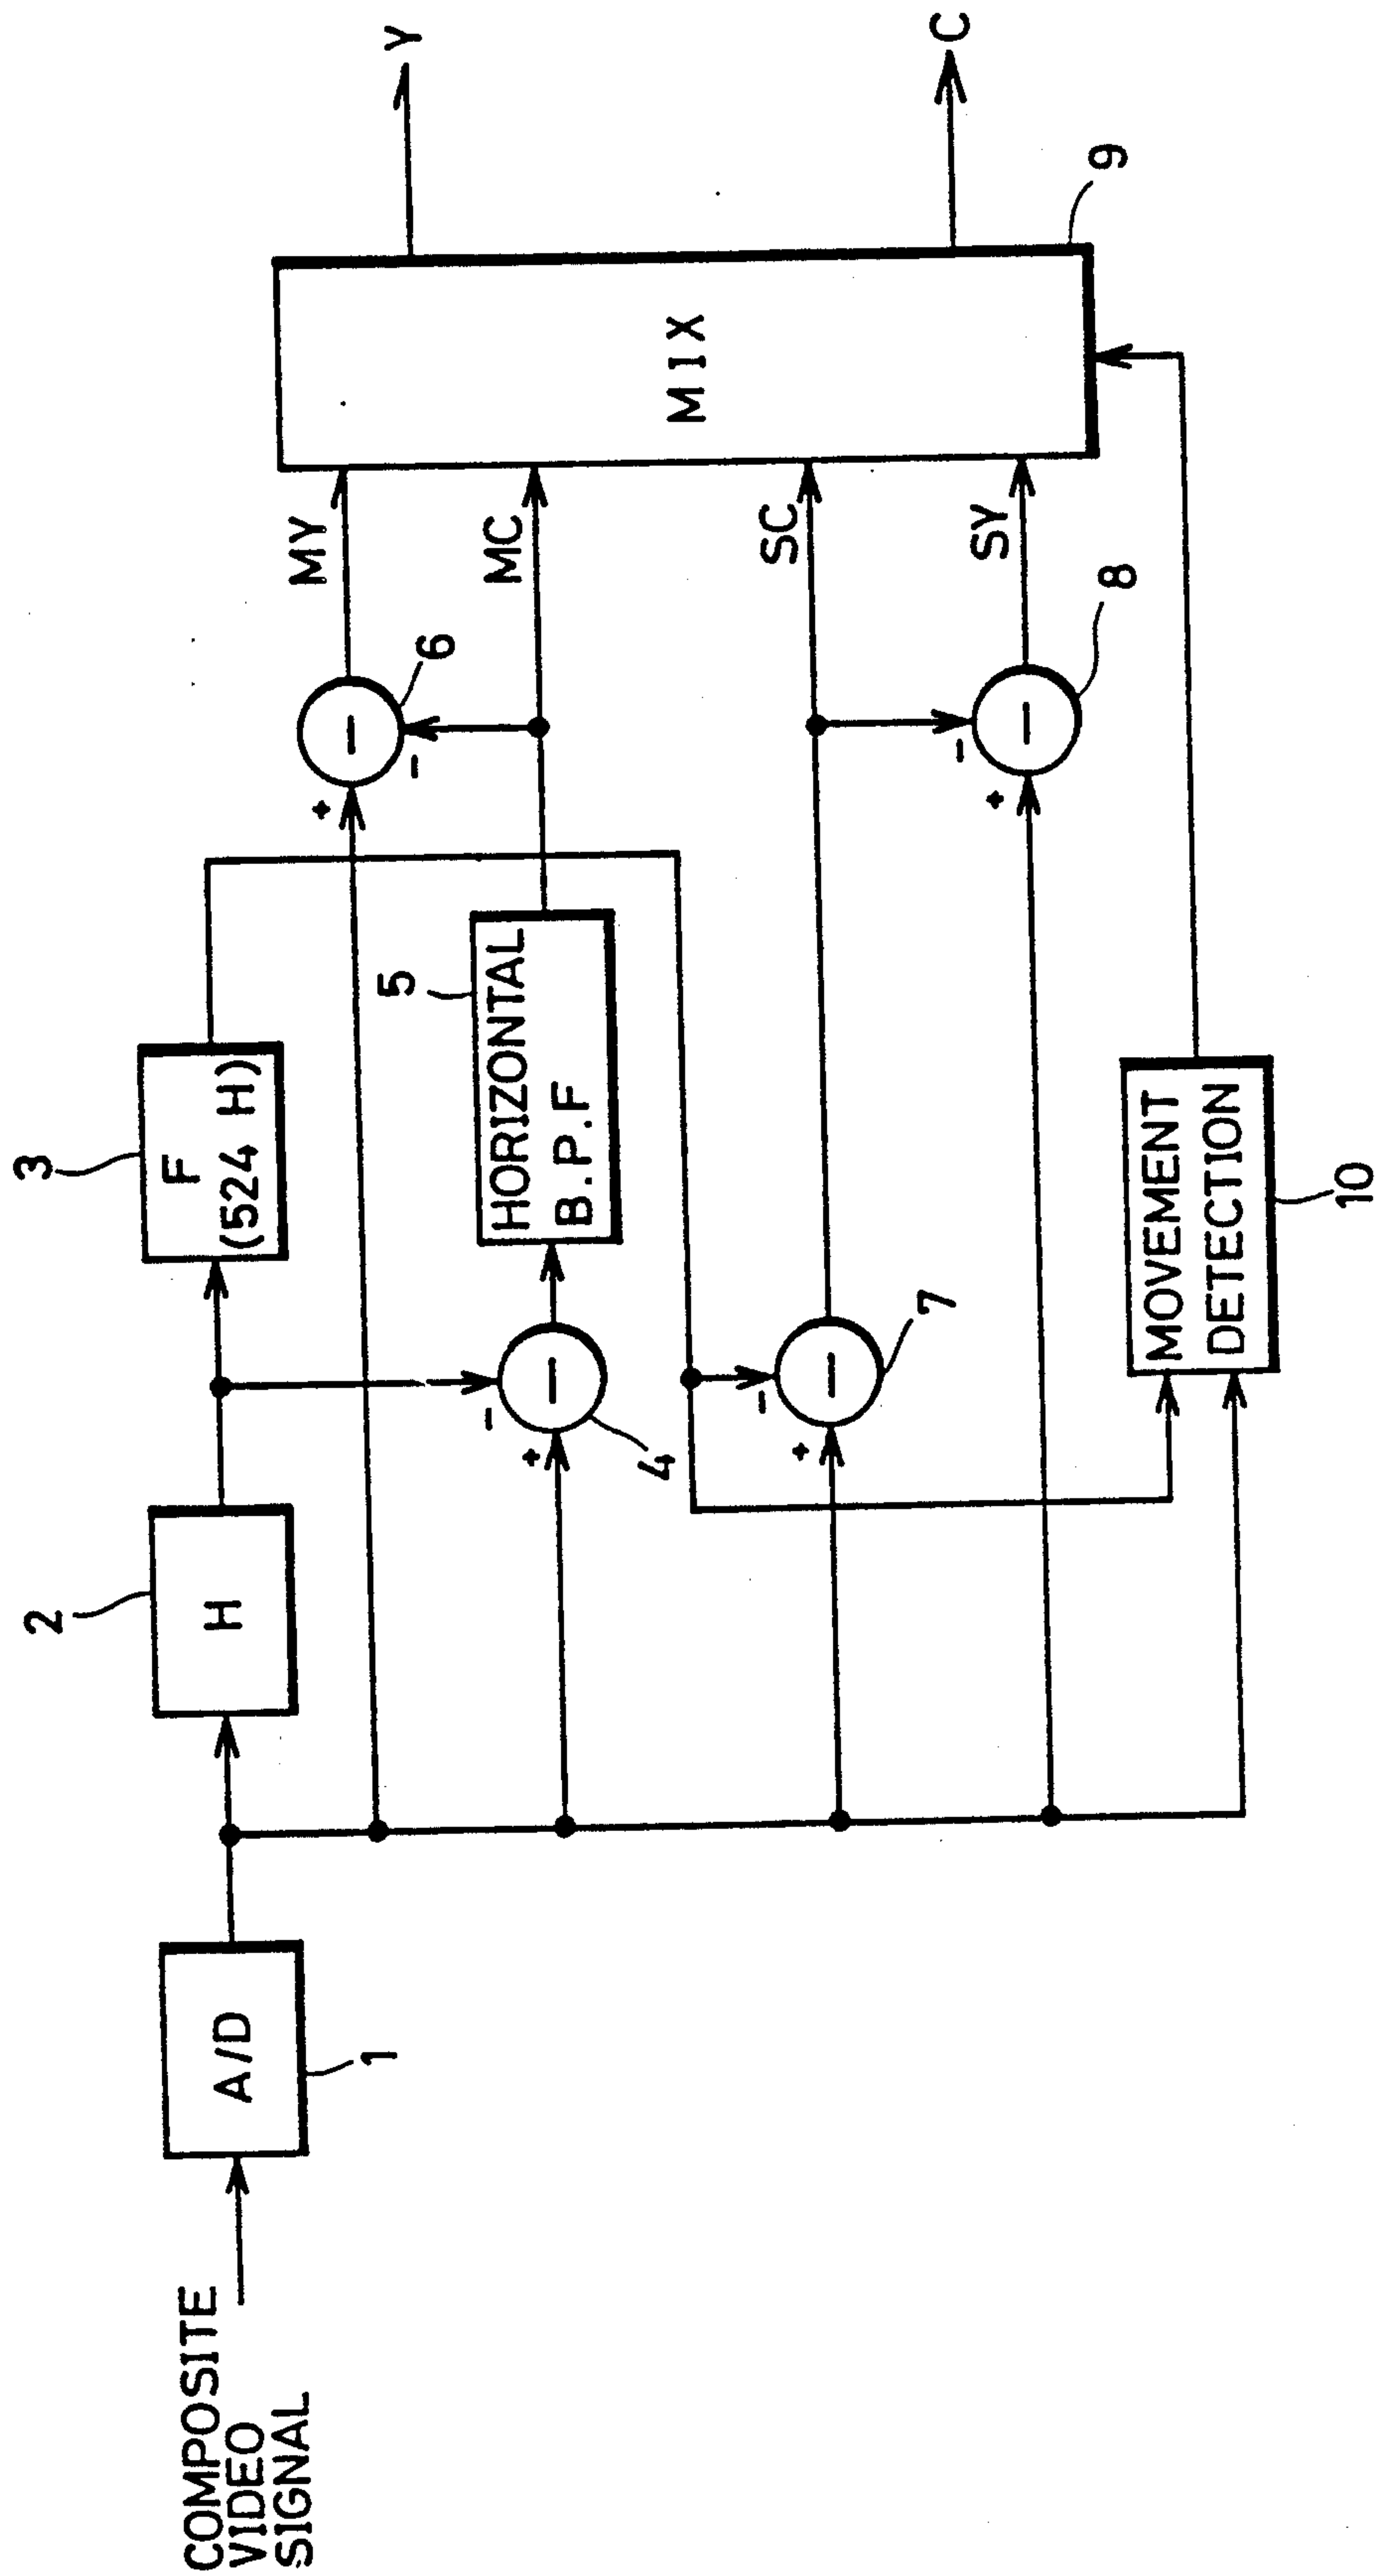 COMPOSITE
VIDEO
SIGNAL
A/D
1
H
2
F
(524 H)
3
+
-
4
HORIZONTAL
B.P.F
5
+
-
6
MY
MC
+
-
7
+
-
8
SC
SY
MIX
9
MOVEMENT
DETECTION
10
Y
C